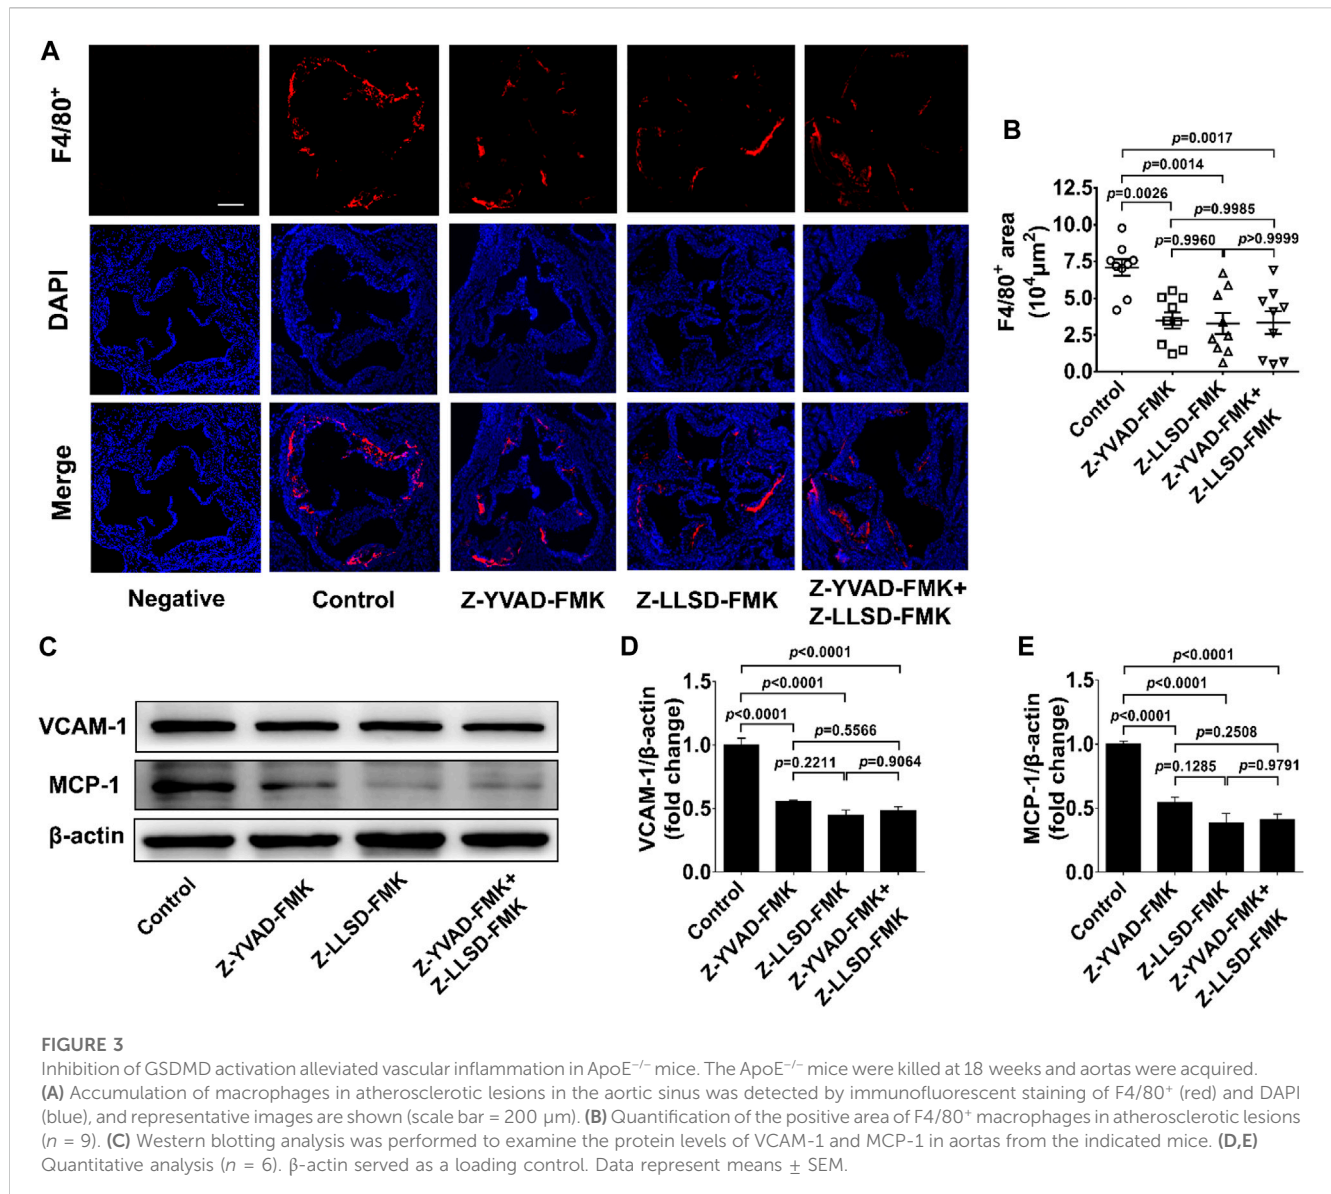 A
F4/80⁺
DAPI
Merge
Negative
Control
Z-YVAD-FMK
Z-LLSD-FMK
Z-YVAD-FMK+
Z-LLSD-FMK
B
p=0.0017
p=0.0014
p=0.0026
p=0.9985
p=0.9960
p>0.9999
F4/80⁺ area
(10⁴μm²)
12.5
10.0
7.5
5.0
2.5
0.0
Control
Z-YVAD-FMK
Z-LLSD-FMK
Z-YVAD-FMK+
Z-LLSD-FMK
C
VCAM-1
MCP-1
β-actin
Control
Z-YVAD-FMK
Z-LLSD-FMK
Z-YVAD-FMK+
Z-LLSD-FMK
D
p<0.0001
p<0.0001
p<0.0001
p=0.5566
p=0.2211
p=0.9064
VCAM-1/β-actin
(fold change)
1.5
1.0
0.5
0.0
Control
Z-YVAD-FMK
Z-LLSD-FMK
Z-YVAD-FMK+
Z-LLSD-FMK
E
p<0.0001
p<0.0001
p<0.0001
p=0.2508
p=0.1285
p=0.9791
MCP-1/β-actin
(fold change)
1.5
1.0
0.5
0.0
Control
Z-YVAD-FMK
Z-LLSD-FMK
Z-YVAD-FMK+
Z-LLSD-FMK
FIGURE 3
Inhibition of GSDMD activation alleviated vascular inflammation in ApoE⁻/⁻ mice. The ApoE⁻/⁻ mice were killed at 18 weeks and aortas were acquired.
(A) Accumulation of macrophages in atherosclerotic lesions in the aortic sinus was detected by immunofluorescent staining of F4/80⁺ (red) and DAPI
(blue), and representative images are shown (scale bar = 200 μm). (B) Quantification of the positive area of F4/80⁺ macrophages in atherosclerotic lesions
(n = 9). (C) Western blotting analysis was performed to examine the protein levels of VCAM-1 and MCP-1 in aortas from the indicated mice. (D,E)
Quantitative analysis (n = 6). β-actin served as a loading control. Data represent means ± SEM.